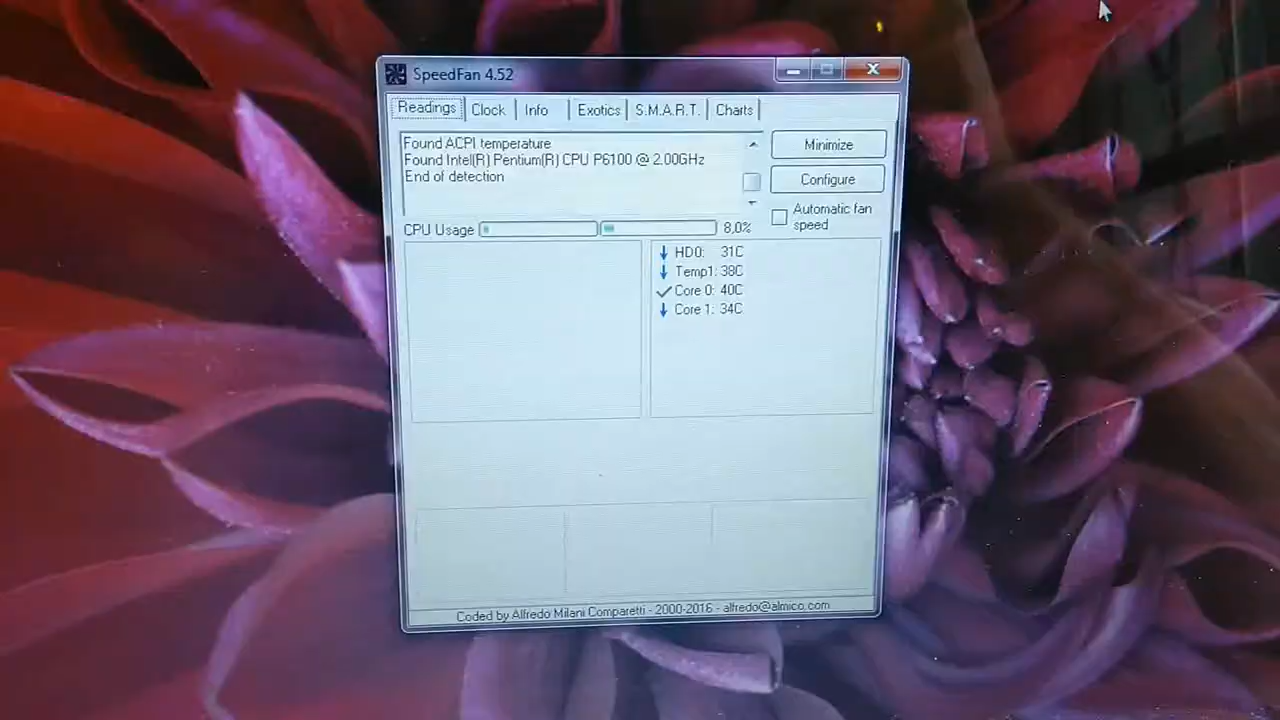 SpeedFan 4.52
Readings Clock Info Exotics S.M.A.R.T. Charts
Found ACPI temperature
Found Intel(R) Pentium(R) CPU P6100 @ 2.00GHz
End of detection
Minimize
Configure
Automatic fan
speed
CPU Usage 8,0%
HD0: 31C
Temp1: 38C
Core 0: 40C
Core 1: 34C
Coded by Alfredo Milani Comparetti - 2000-2016 - alfredo@almico.com